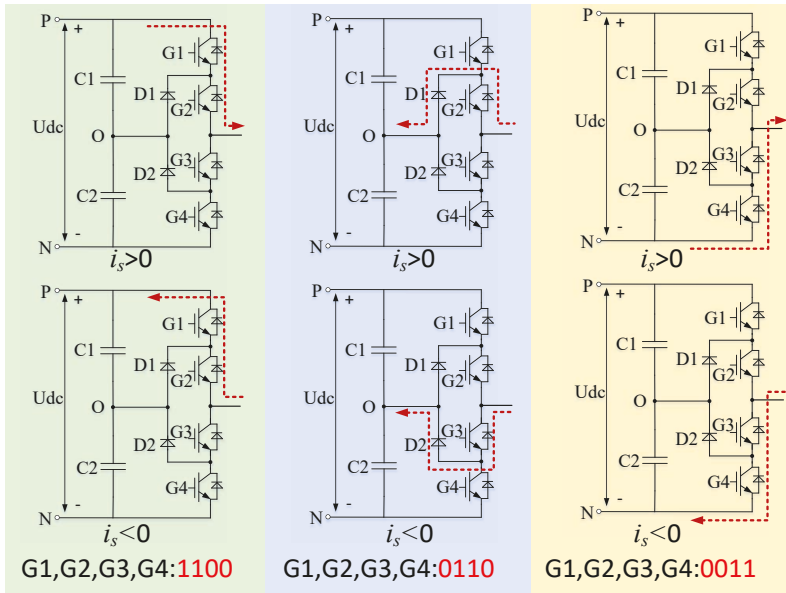 P
+
G1
C1
D1
G2
Udc
O
G3
D2
C2
G4
N
-
is>0
P
+
G1
C1
D1
G2
Udc
O
G3
D2
C2
G4
N
-
is>0
P
+
G1
C1
D1
G2
Udc
O
G3
D2
C2
G4
N
-
is>0
P
+
G1
C1
D1
G2
Udc
O
G3
D2
C2
G4
N
-
is<0
P
+
G1
C1
D1
G2
Udc
O
G3
D2
C2
G4
N
-
is<0
P
+
G1
C1
D1
G2
Udc
O
G3
D2
C2
G4
N
-
is<0
G1,G2,G3,G4:1100
G1,G2,G3,G4:0110
G1,G2,G3,G4:0011